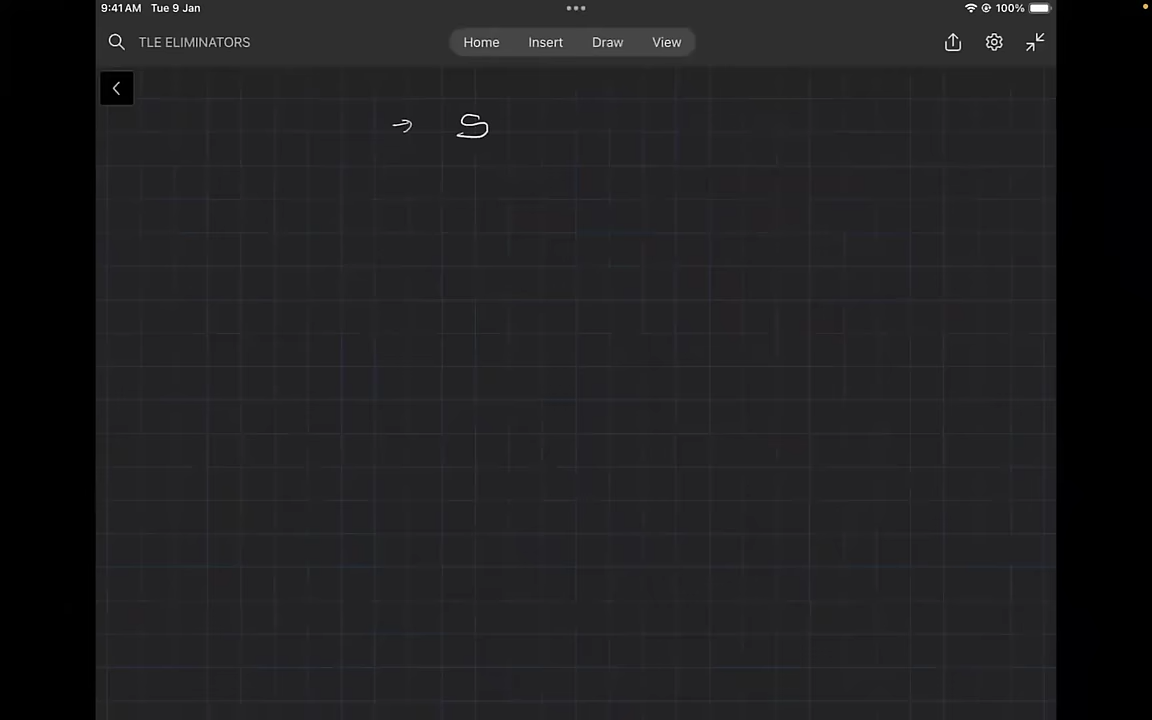 9:41 AM Tue 9 Jan 100%
TLE ELIMINATORS Home Insert Draw View
→ S